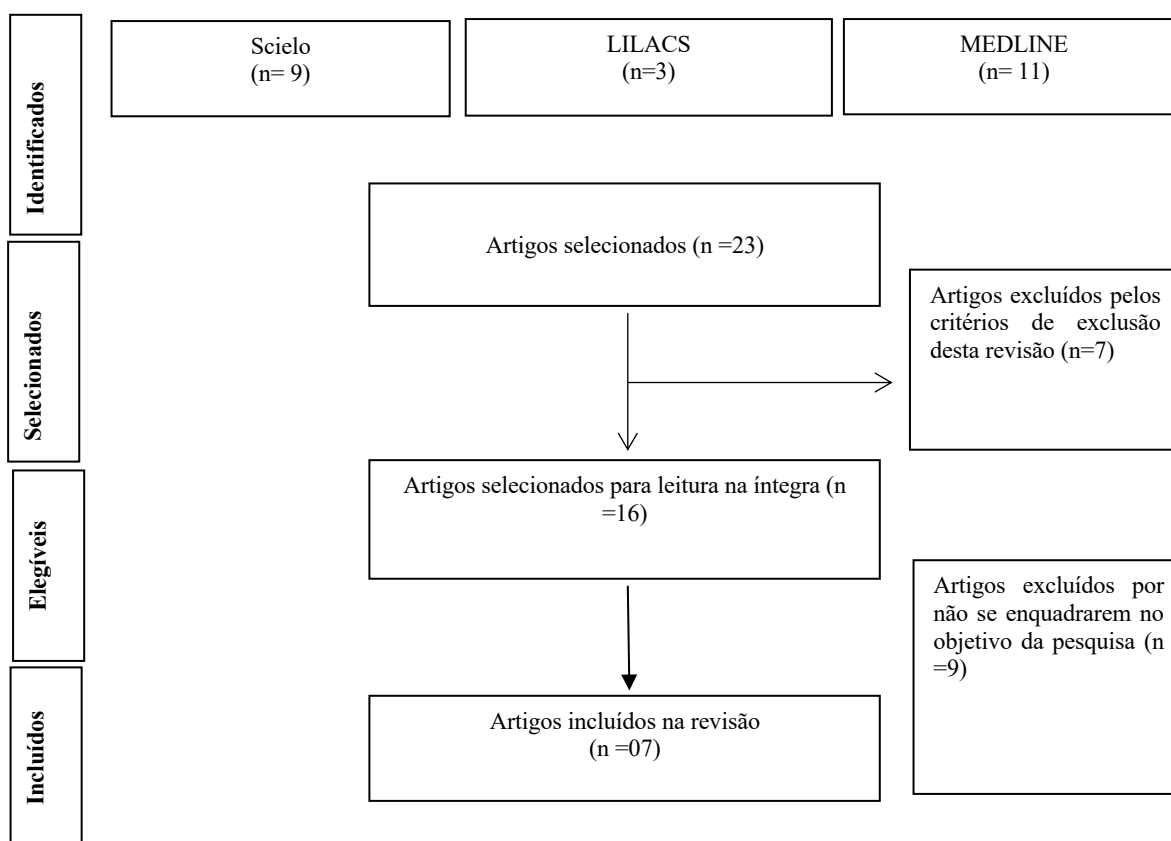 Identificados
Scielo
(n= 9)
LILACS
(n=3)
MEDLINE
(n= 11)
Selecionados
Artigos selecionados (n =23)
Artigos excluídos pelos
critérios de exclusão
desta revisão (n=7)
Elegíveis
Artigos selecionados para leitura na íntegra (n
=16)
Artigos excluídos por
não se enquadrarem no
objetivo da pesquisa (n
=9)
Incluídos
Artigos incluídos na revisão
(n =07)